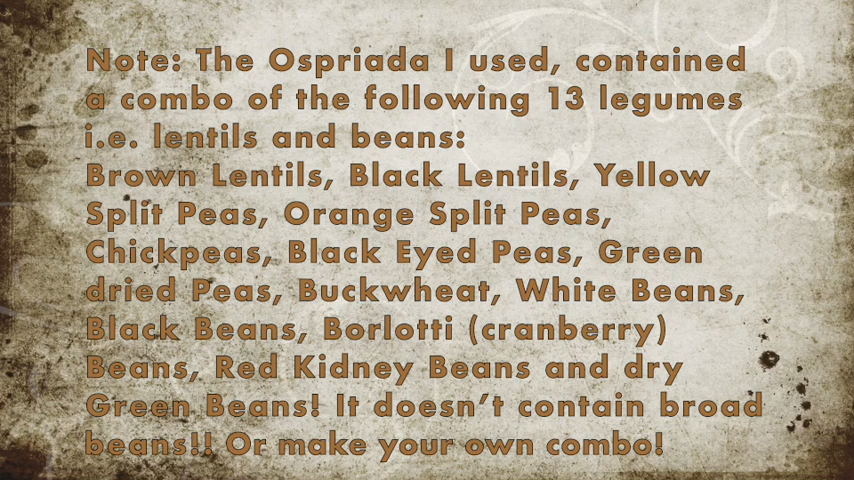 Note: The Ospriada I used, contained
a combo of the following 13 legumes
i.e. lentils and beans:
Brown Lentils, Black Lentils, Yellow
Split Peas, Orange Split Peas,
Chickpeas, Black Eyed Peas, Green
dried Peas, Buckwheat, White Beans,
Black Beans, Borlotti (cranberry)
Beans, Red Kidney Beans and dry
Green Beans! It doesn’t contain broad
beans!! Or make your own combo!